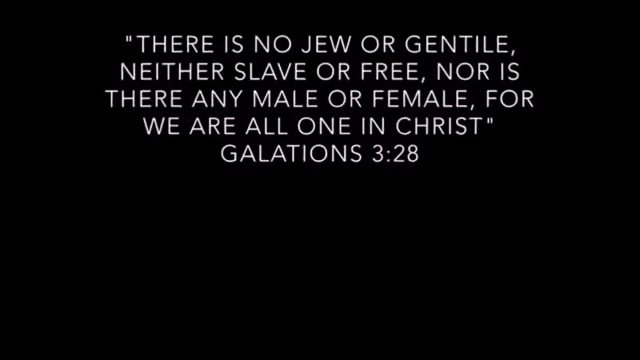 "THERE IS NO JEW OR GENTILE,
NEITHER SLAVE OR FREE, NOR IS
THERE ANY MALE OR FEMALE, FOR
WE ARE ALL ONE IN CHRIST"
GALATIONS 3:28